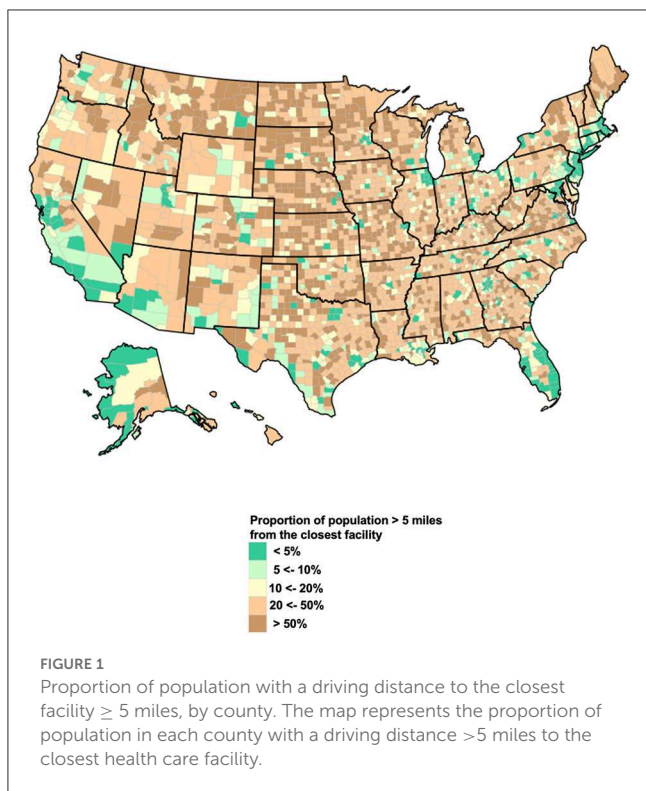 Proportion of population > 5 miles
from the closest facility
< 5%
5 <- 10%
10 <- 20%
20 <- 50%
> 50%
FIGURE 1
Proportion of population with a driving distance to the closest
facility ≥ 5 miles, by county. The map represents the proportion of
population in each county with a driving distance >5 miles to the
closest health care facility.